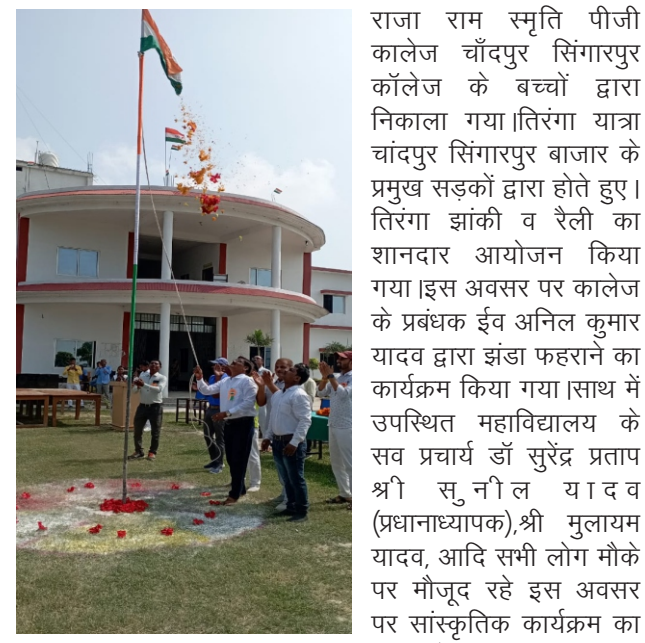 राजा राम स्मृति पीजी
कालेज चाँदपुर सिंगारपुर
कॉलेज के बच्चों द्वारा
निकाला गया।तिरंगा यात्रा
चांदपुर सिंगारपुर बाजार के
प्रमुख सड़कों द्वारा होते हुए।
तिरंगा झांकी व रैली का
शानदार आयोजन किया
गया।इस अवसर पर कालेज
के प्रबंधक ईव अनिल कुमार
यादव द्वारा झंडा फहराने का
कार्यक्रम किया गया।साथ में
उपस्थित महाविद्यालय के
सव प्रचार्य डॉ सुरेंद्र प्रताप
श्री सुनील यादव
(प्रधानाध्यापक),श्री मुलायम
यादव, आदि सभी लोग मौके
पर मौजूद रहे इस अवसर
पर सांस्कृतिक कार्यक्रम का